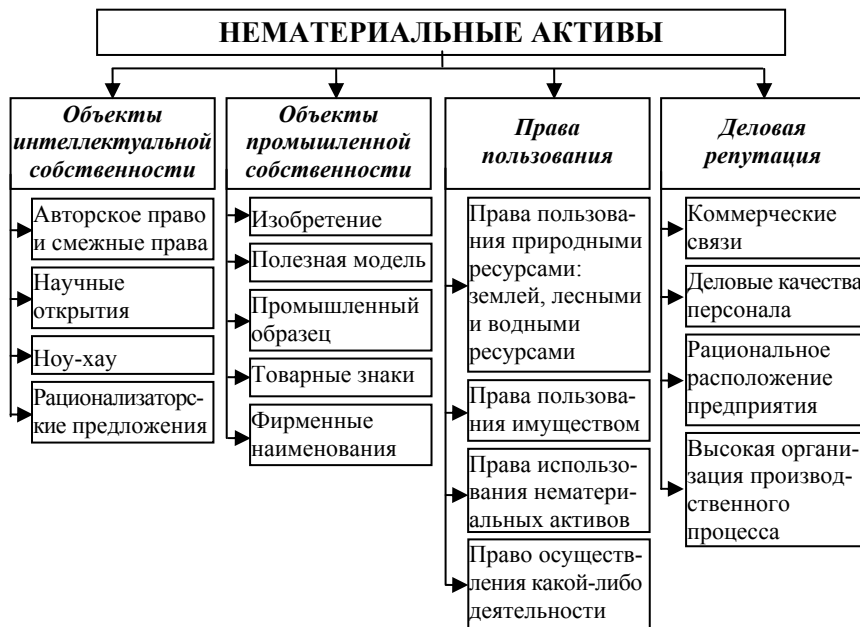 НЕМАТЕРИАЛЬНЫЕ АКТИВЫ
Объекты
интеллектуальной
собственности
Авторское право
и смежные права
Научные
открытия
Ноу-хау
Рационализаторс-
кие предложения
Объекты
промышленной
собственности
Изобретение
Полезная модель
Промышленный
образец
Товарные знаки
Фирменные
наименования
Права
пользования
Права пользова-
ния природными
ресурсами:
землей, лесными
и водными
ресурсами
Права пользова-
ния имуществом
Права использо-
вания нематери-
альных активов
Право осуществ-
ления какой-либо
деятельности
Деловая
репутация
Коммерческие
связи
Деловые качества
персонала
Рациональное
расположение
предприятия
Высокая органи-
зация производ-
ственного
процесса